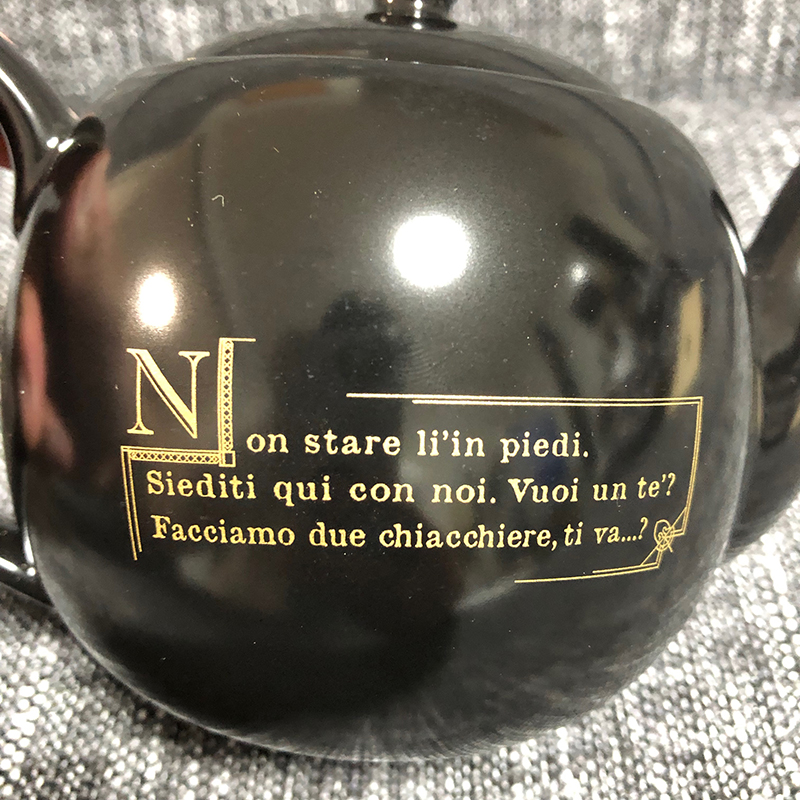 Non stare li'in piedi.
Siediti qui con noi. Vuoi un te'?
Facciamo due chiacchiere, ti va...?